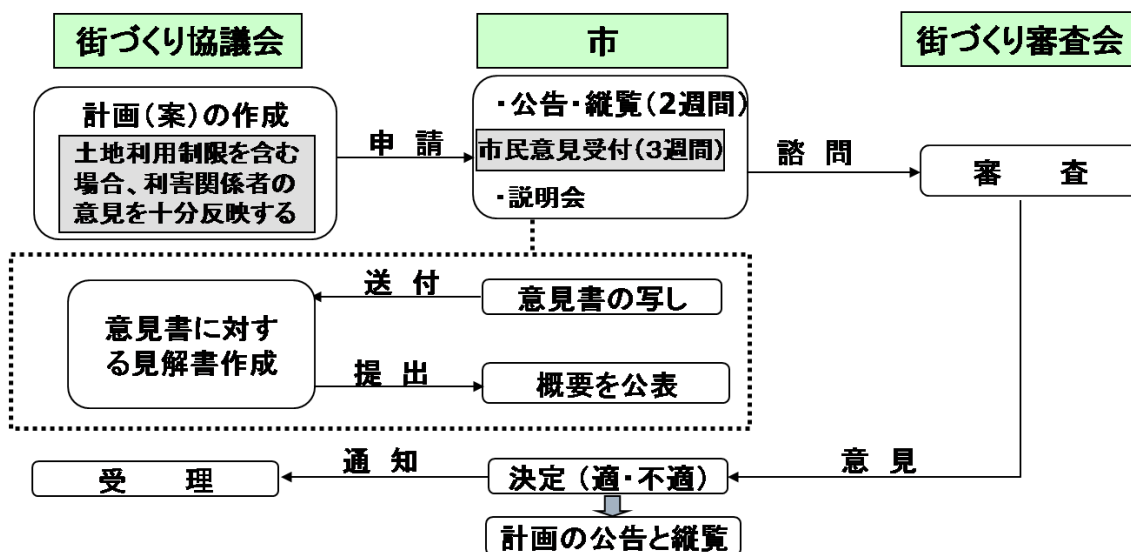 街づくり協議会
市
街づくり審査会
計画(案)の作成
土地利用制限を含む
場合、利害関係者の
意見を十分反映する
申 請
・公告・縦覧(2週間)
市民意見受付(3週間)
・説明会
諮 問
審 査
送 付
意見書の写し
意見書に対す
る見解書作成
提 出
概要を公表
意 見
決定(適・不適)
通 知
受 理
計画の公告と縦覧